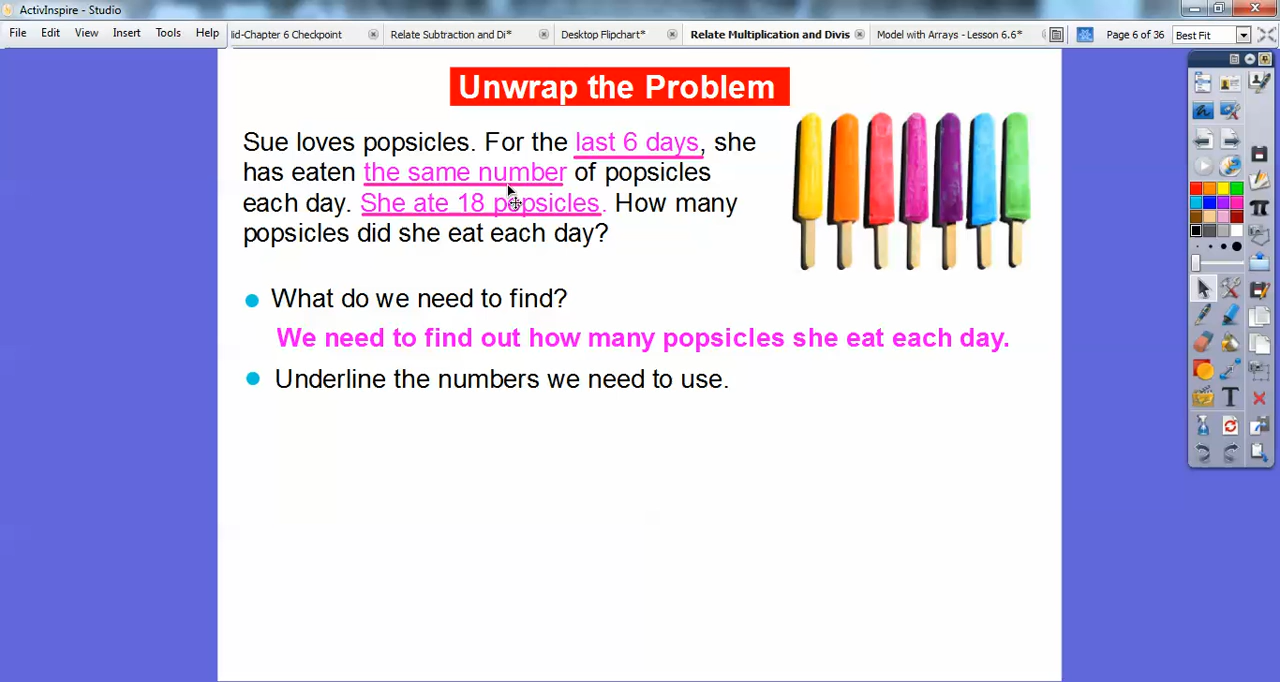 ActivInspire - Studio
File Edit View Insert Tools Help lid-Chapter 6 Checkpoint Relate Subtraction and Di* Desktop Flipchart* Relate Multiplication and Divis Model with Arrays - Lesson 6.6* Page 6 of 36 Best Fit
Unwrap the Problem
Sue loves popsicles. For the last 6 days, she
has eaten the same number of popsicles
each day. She ate 18 popsicles. How many
popsicles did she eat each day?
What do we need to find?
We need to find out how many popsicles she eat each day.
Underline the numbers we need to use.